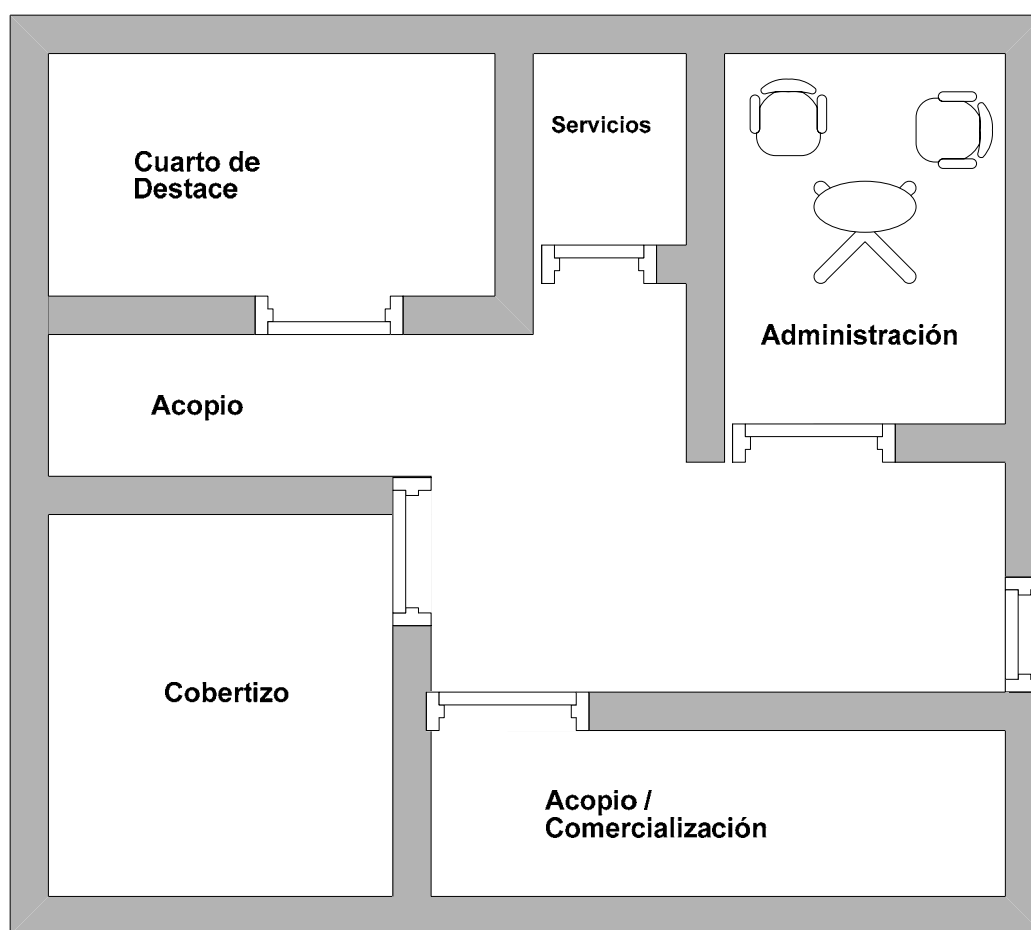 Servicios
Cuarto de
Destace
Administración
Acopio
Cobertizo
Acopio /
Comercialización